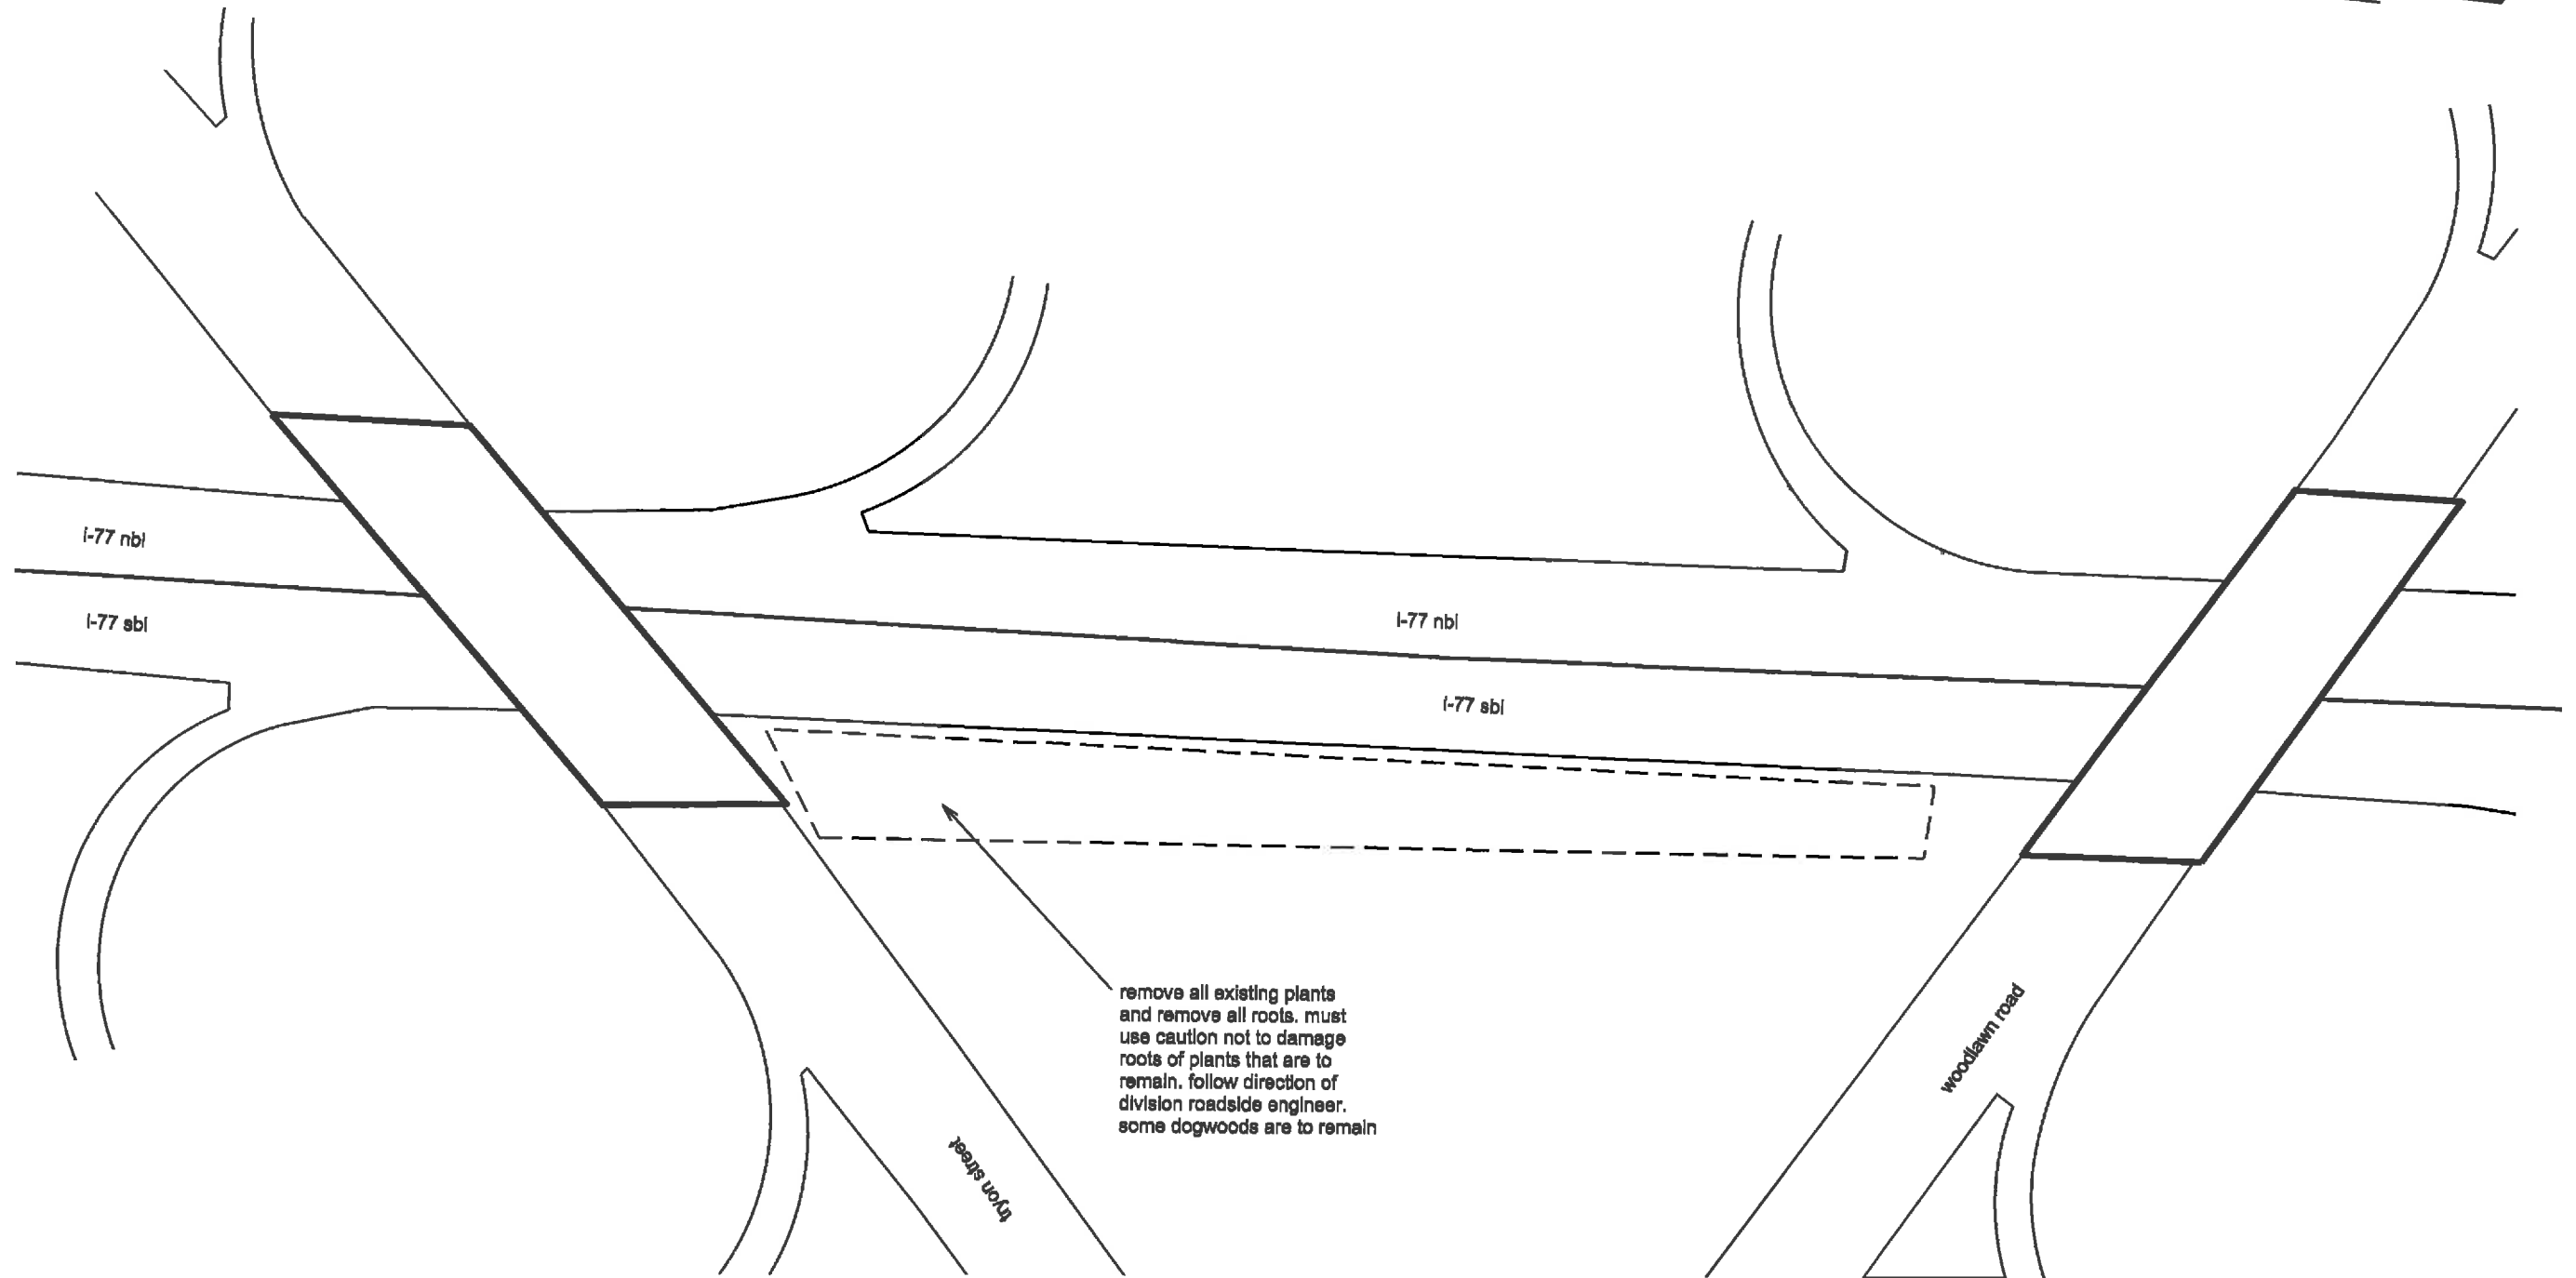 i-77 nbl
i-77 sbl
i-77 nbl
i-77 sbl
remove all existing plants
and remove all roots. must
use caution not to damage
roots of plants that are to
remain. follow direction of
division roadside engineer.
some dogwoods are to remain
woodlawn road
tryon street